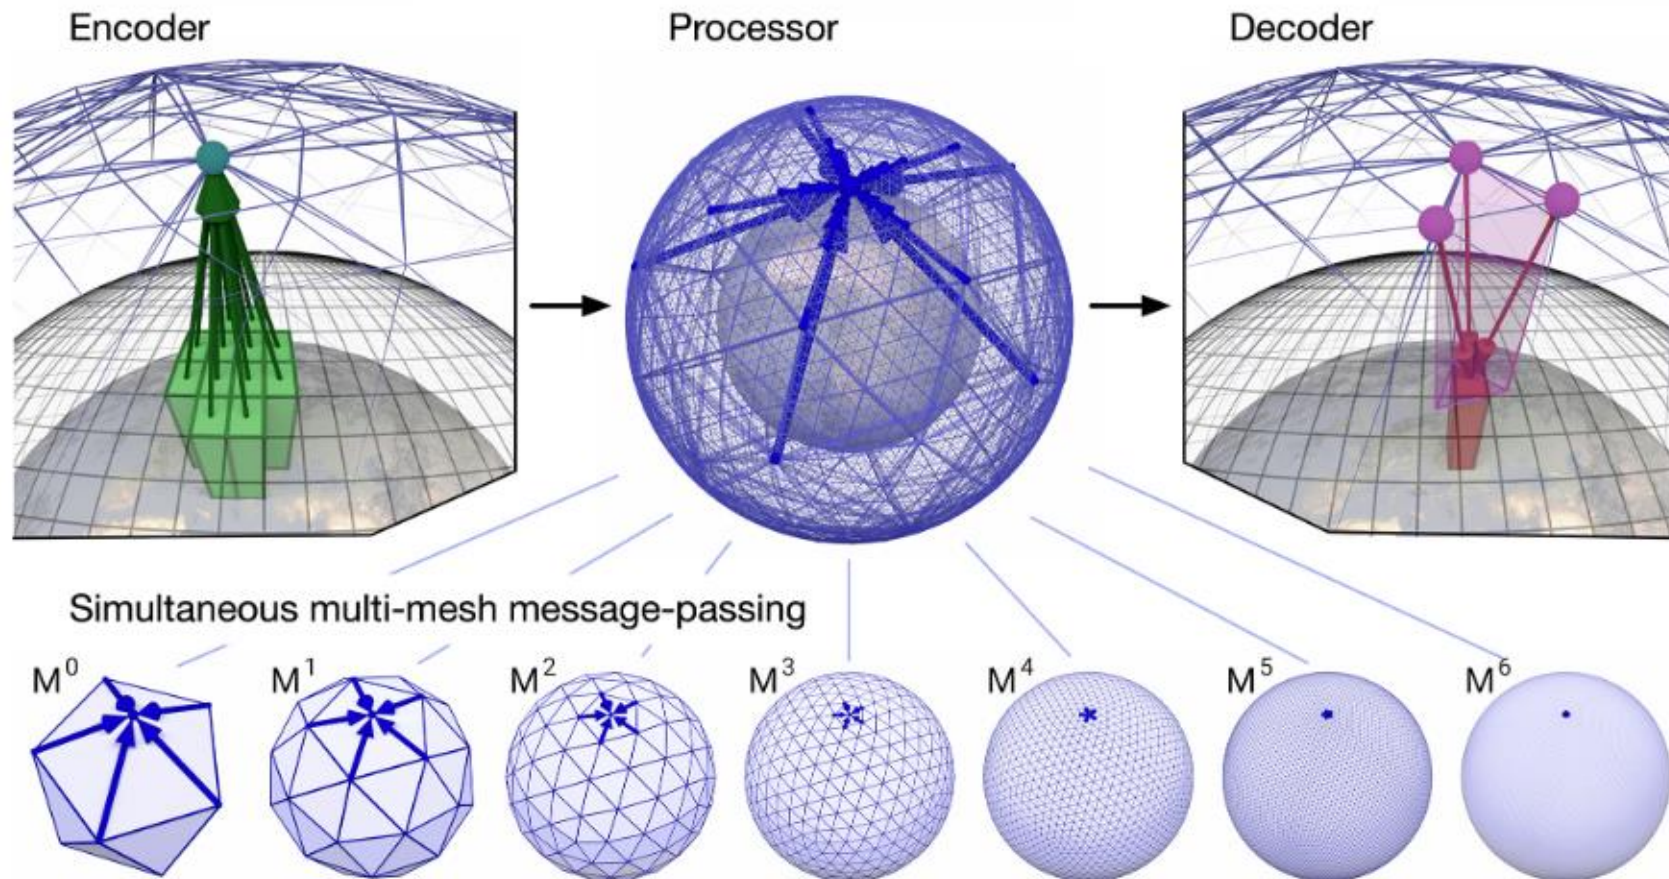 Encoder
Processor
Decoder
Simultaneous multi-mesh message-passing
M⁰
M¹
M²
M³
M⁴
M⁵
M⁶